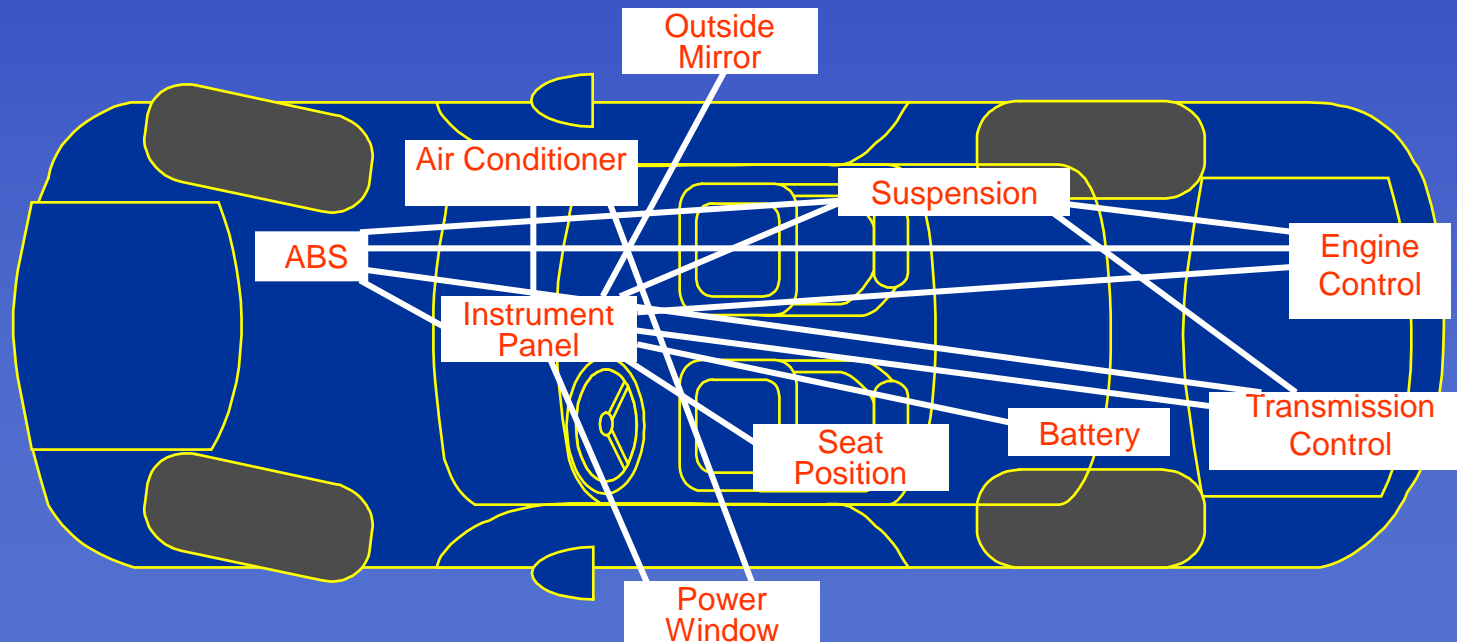 Outside
Mirror
Air Conditioner
Suspension
ABS
Engine
Control
Instrument
Panel
Transmission
Control
Battery
Seat
Position
Power
Window